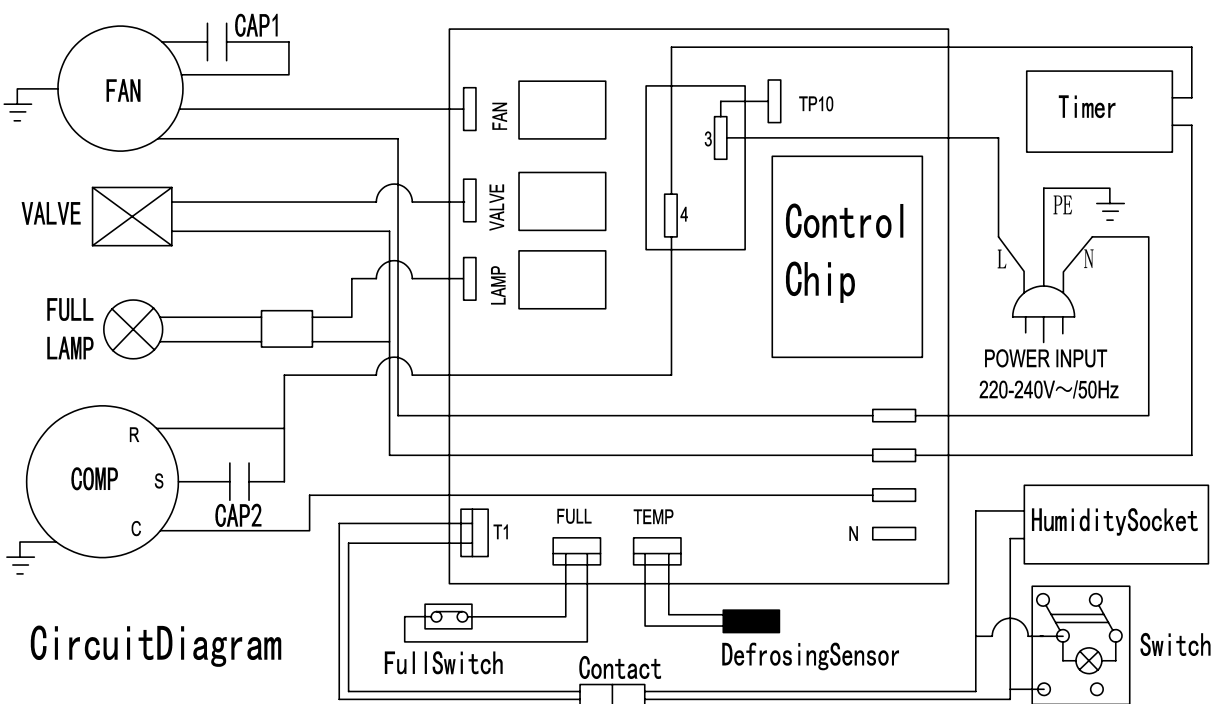 CAP1
FAN
FAN
TP10
3
Timer
VALVE
VALVE
4
Control
Chip
PE
L
N
FULL
LAMP
LAMP
POWER INPUT
220-240V～/50Hz
R
COMP
S
C
CAP2
T1
FULL
TEMP
N
HumiditySocket
CircuitDiagram
FullSwitch
Contact
DefrosingSensor
Switch